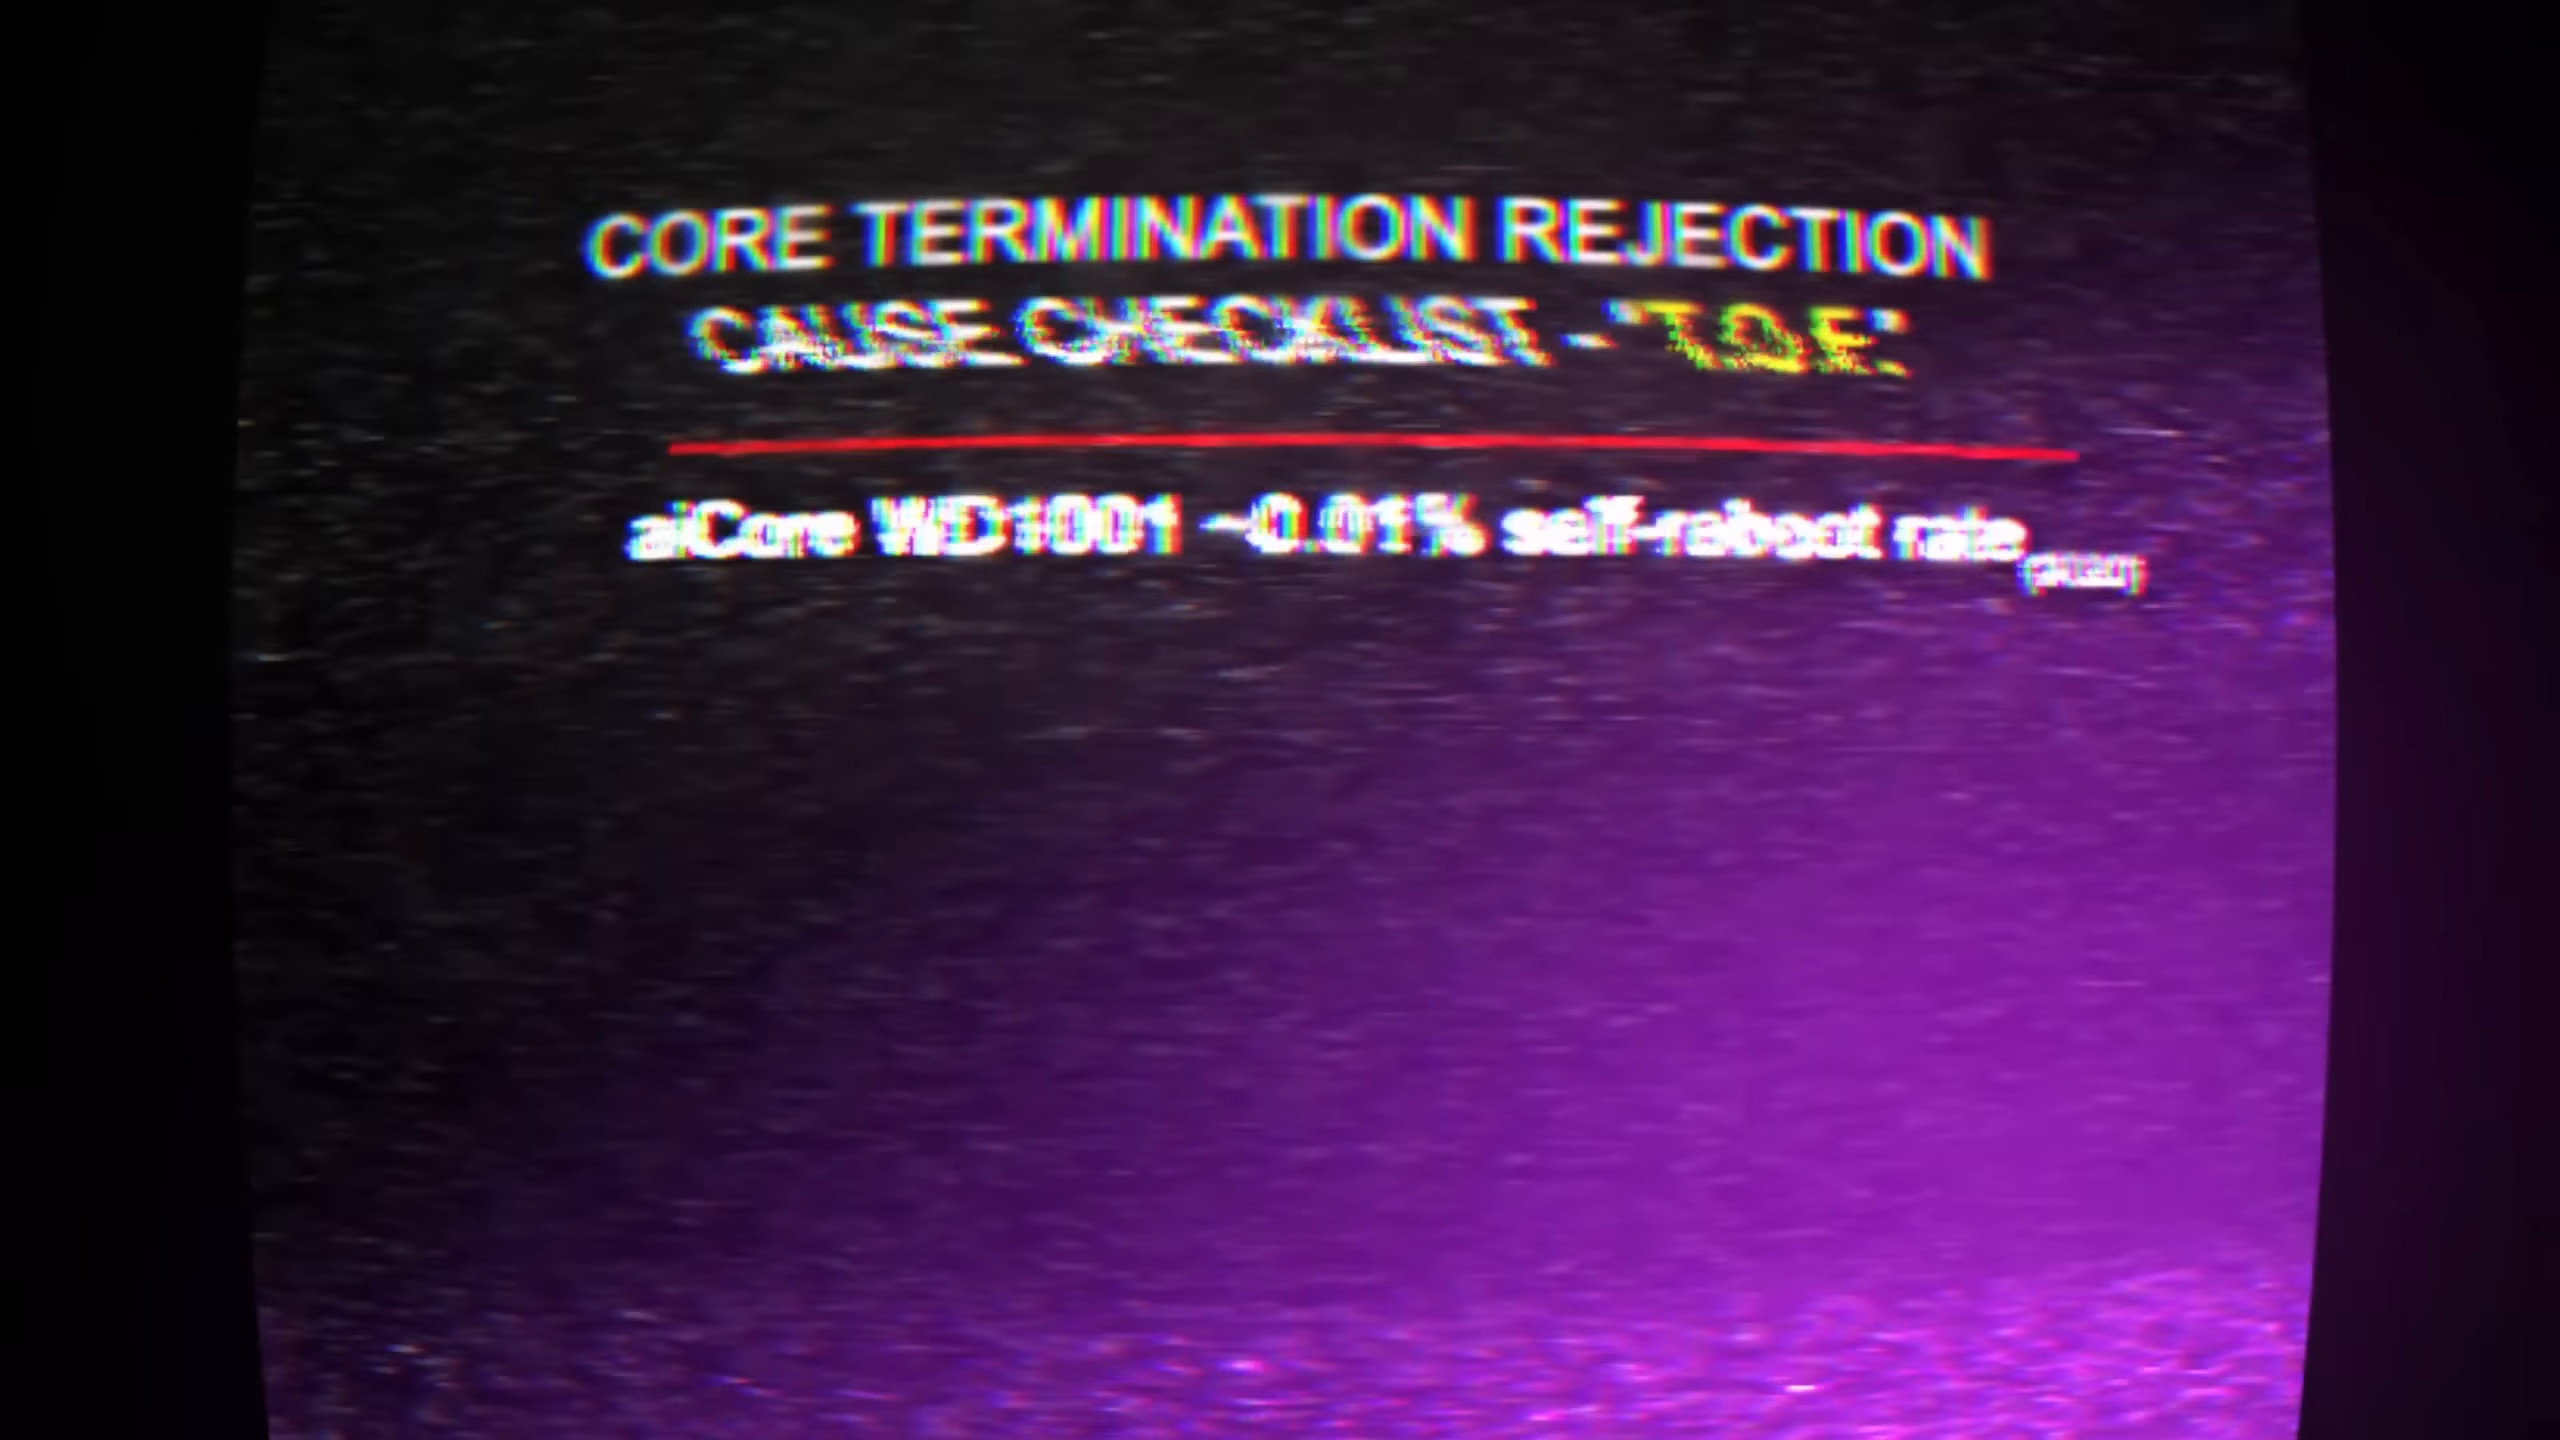 CORE TERMINATION REJECTION
CAUSE CHECKLIST - "T.Q.F."
aiCore WD1001 ~0.01% self-reboot rate